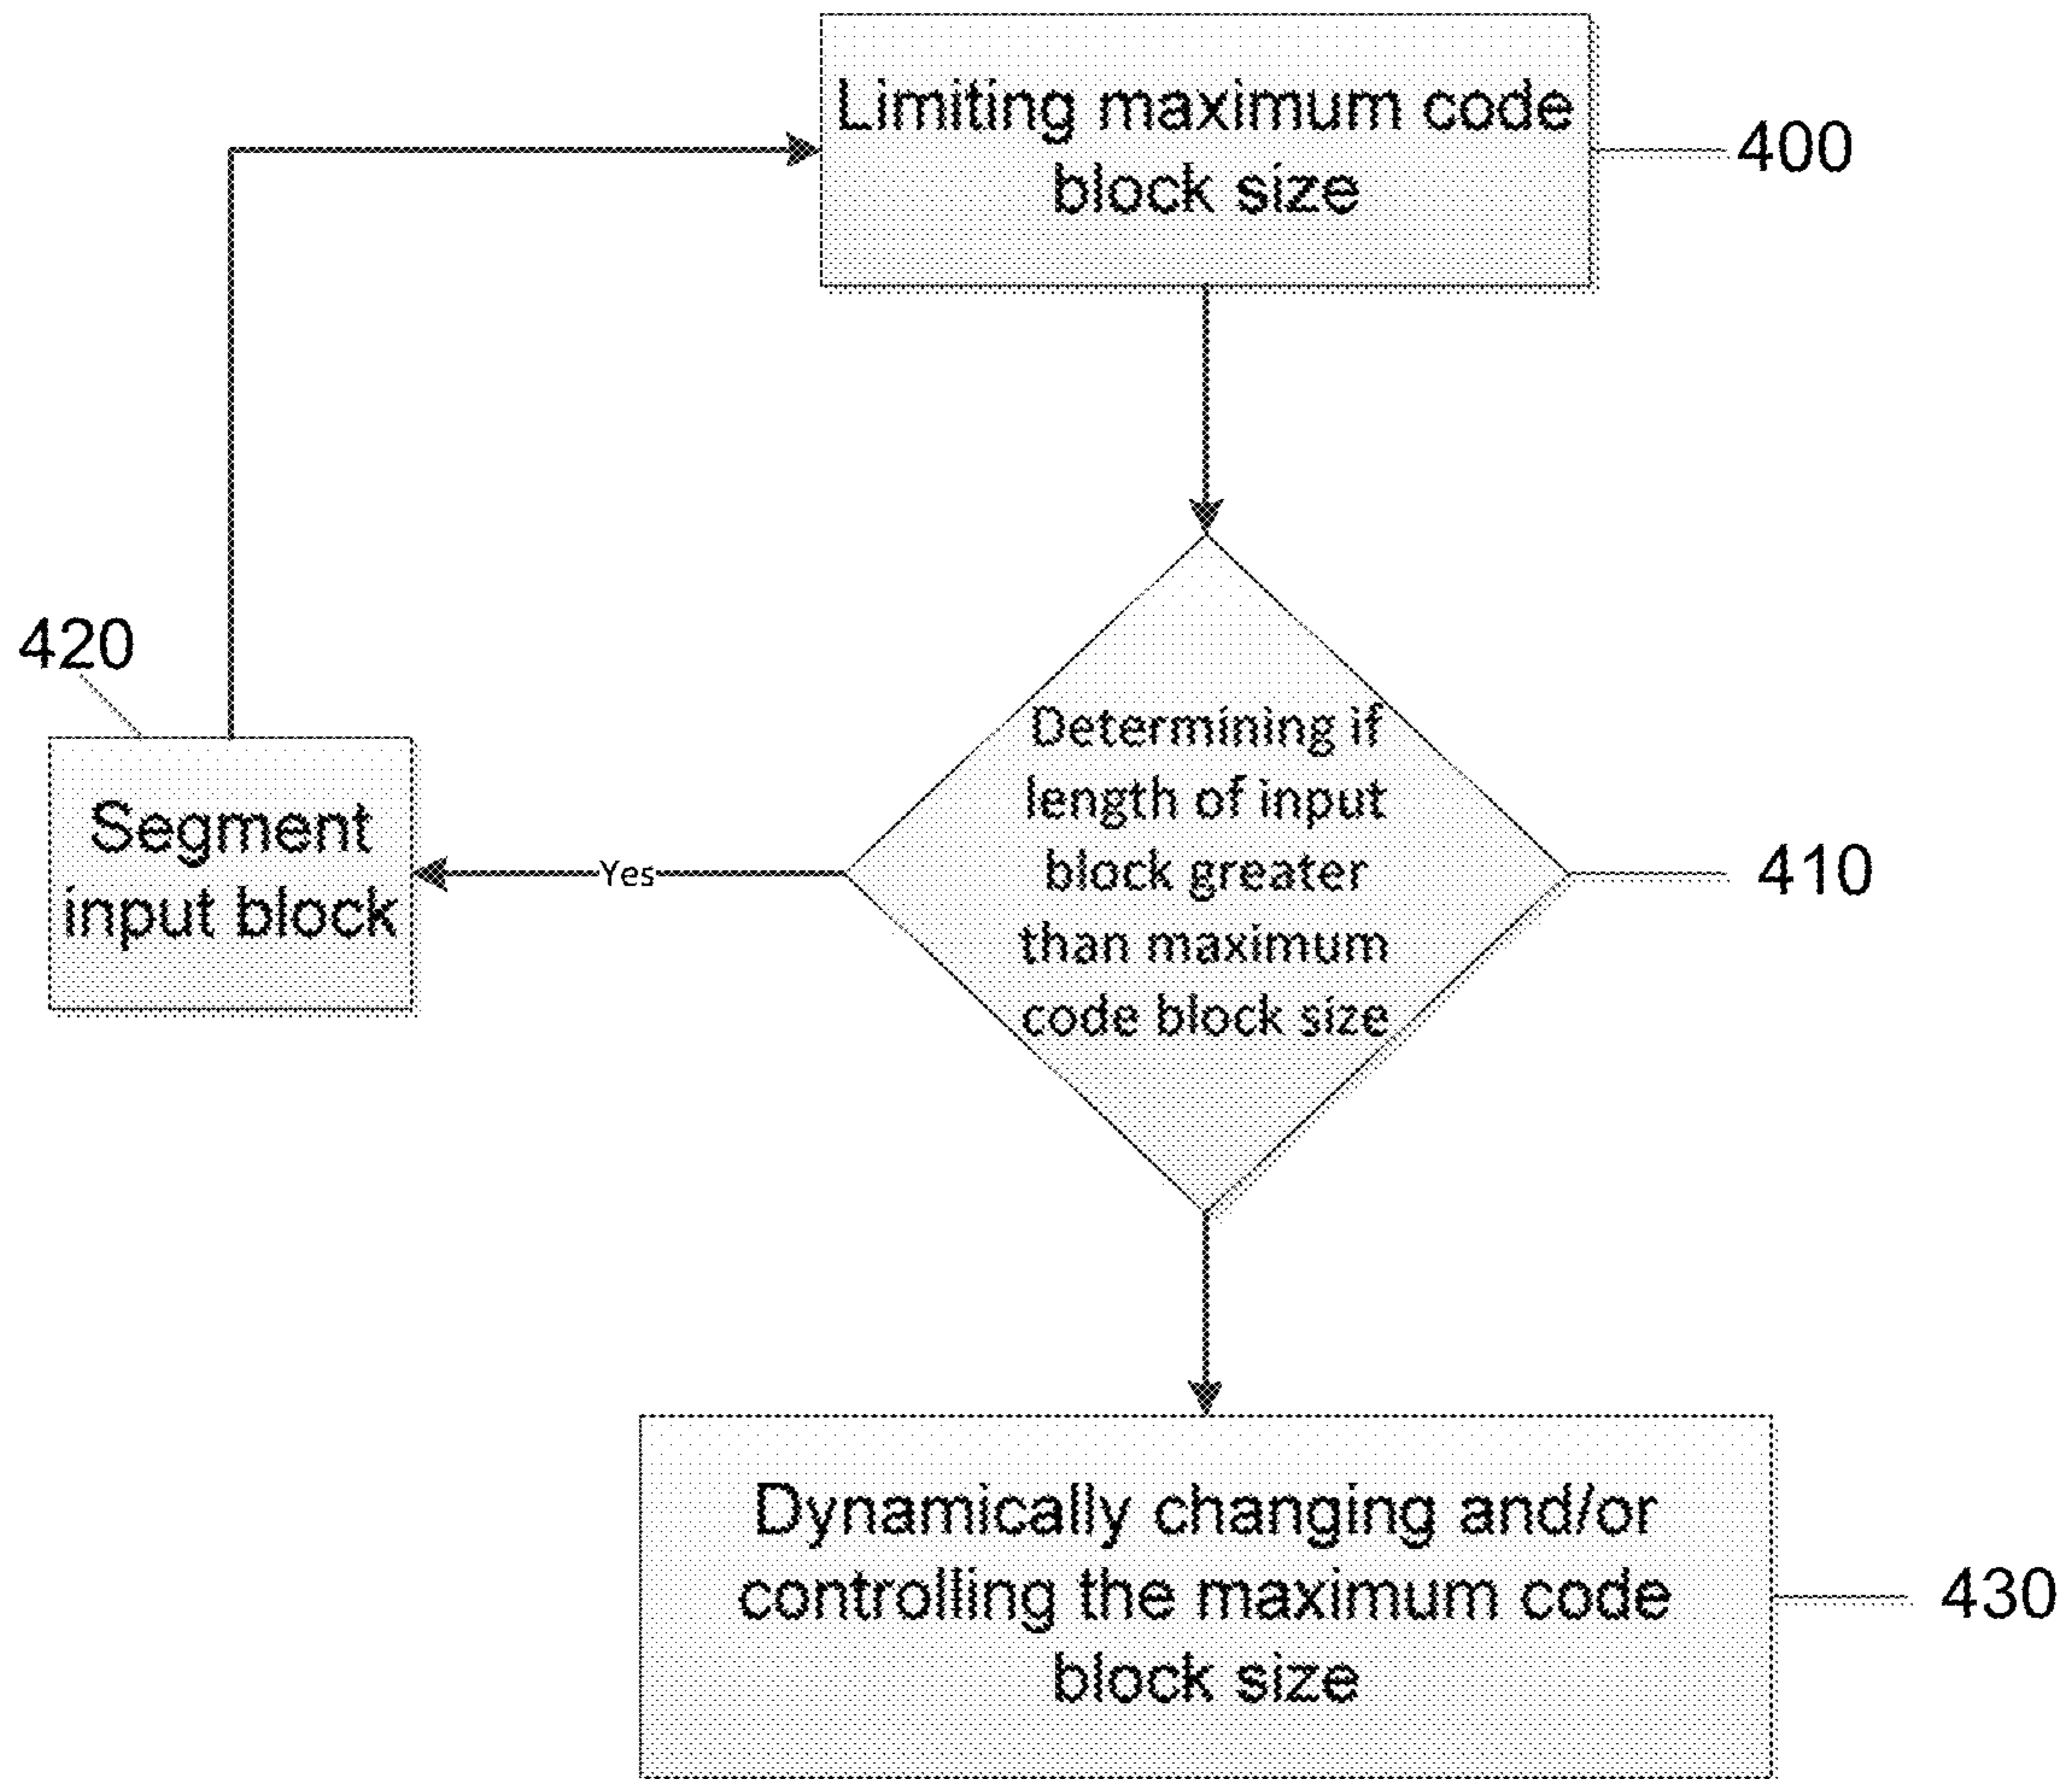 Limiting maximum code
block size
400
420
Segment
input block
Yes
Determining if
length of input
block greater
than maximum
code block size
410
Dynamically changing and/or
controlling the maximum code
block size
430